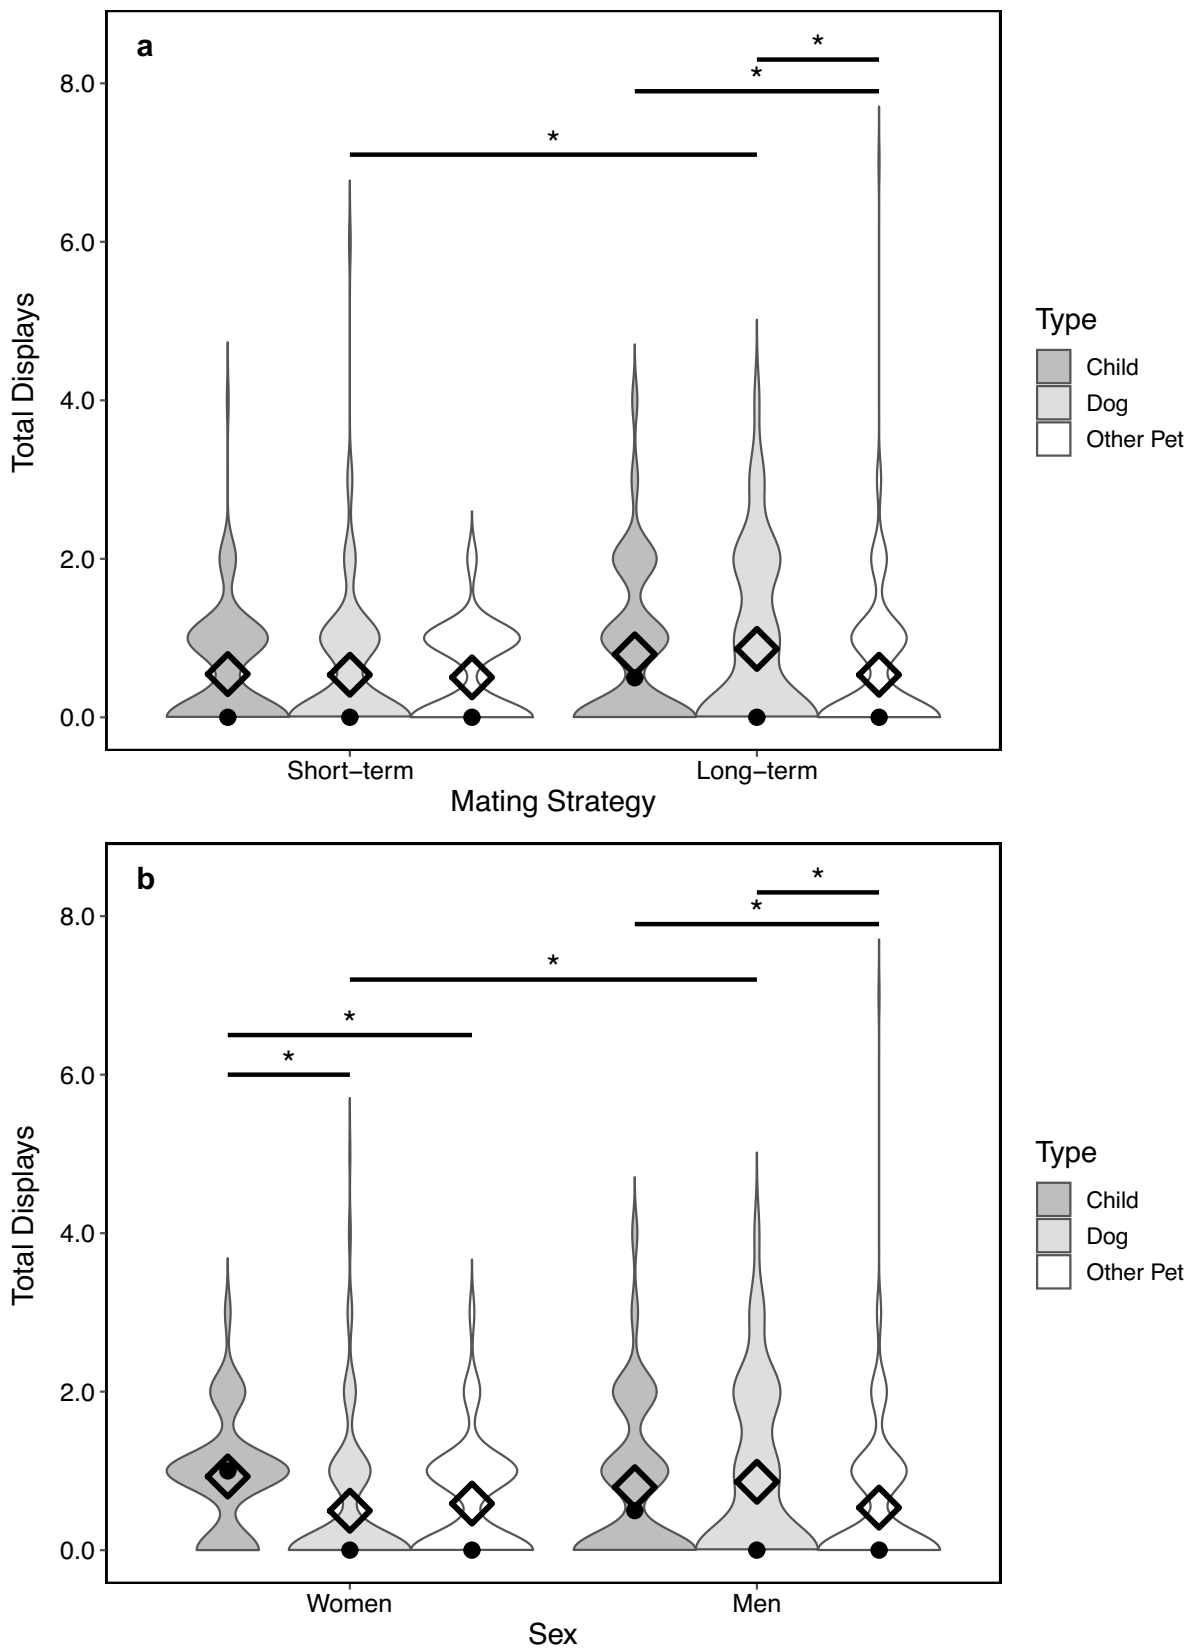 a
*
*
*
8.0
6.0
4.0
2.0
0.0
Total Displays
Short–term
Long–term
Mating Strategy
Type
Child
Dog
Other Pet
b
*
*
*
*
*
8.0
6.0
4.0
2.0
0.0
Total Displays
Women
Men
Sex
Type
Child
Dog
Other Pet